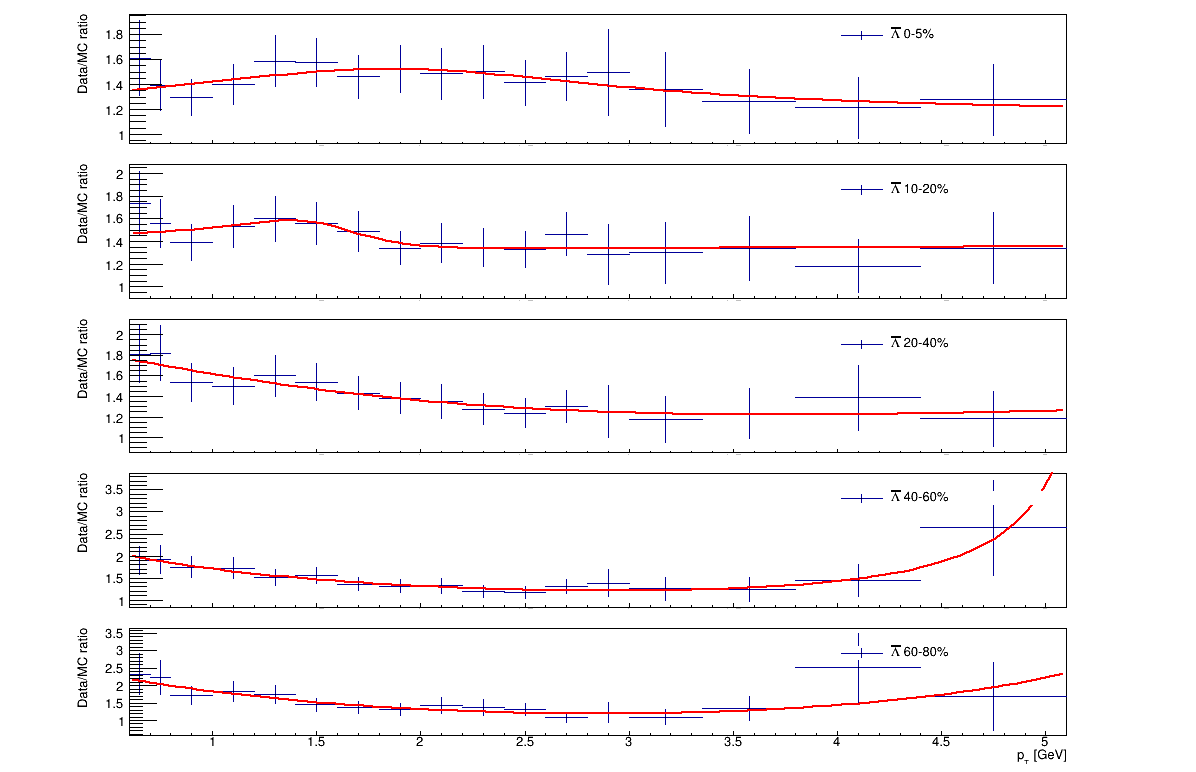 Data/MC ratio
1.8
1.6
1.4
1.2
1
Λ̅ 0-5%
Data/MC ratio
2
1.8
1.6
1.4
1.2
1
Λ̅ 10-20%
Data/MC ratio
2
1.8
1.6
1.4
1.2
1
Λ̅ 20-40%
Data/MC ratio
3.5
3
2.5
2
1.5
1
Λ̅ 40-60%
Data/MC ratio
3.5
3
2.5
2
1.5
1
Λ̅ 60-80%
1 1.5 2 2.5 3 3.5 4 4.5 5
p_T [GeV]